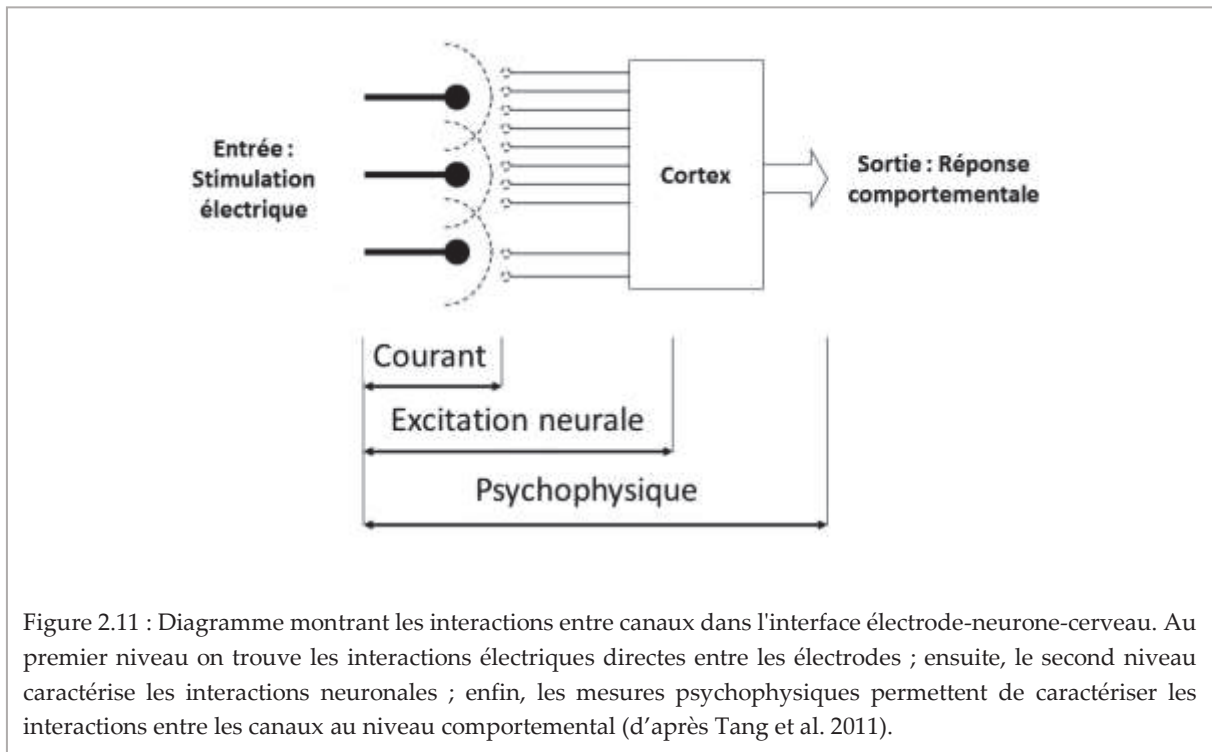 Entrée :
Stimulation
électrique
Cortex
Sortie : Réponse
comportementale
Courant
Excitation neurale
Psychophysique
Figure 2.11 : Diagramme montrant les interactions entre canaux dans l'interface électrode-neurone-cerveau. Au
premier niveau on trouve les interactions électriques directes entre les électrodes ; ensuite, le second niveau
caractérise les interactions neuronales ; enfin, les mesures psychophysiques permettent de caractériser les
interactions entre les canaux au niveau comportemental (d’après Tang et al. 2011).